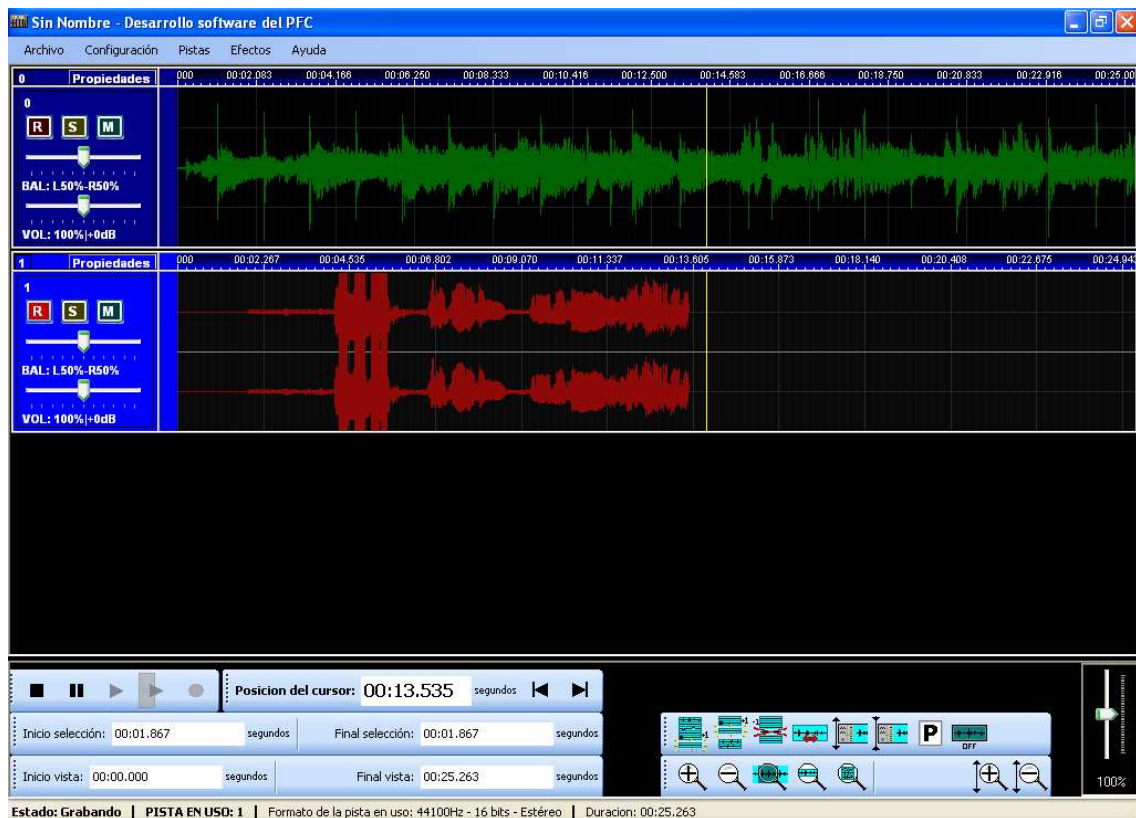 Sin Nombre - Desarrollo software del PFC
Archivo Configuración Pistas Efectos Ayuda
0 Propiedades 000 00:02.083 00:04.166 00:06.250 00:08.333 00:10.416 00:12.500 00:14.583 00:16.666 00:18.750 00:20.833 00:22.916 00:25.00
0
R S M
BAL: L50%-R50%
VOL: 100%|+0dB
1 Propiedades 000 00:02.267 00:04.535 00:06.802 00:09.070 00:11.337 00:13.605 00:15.873 00:18.140 00:20.408 00:22.675 00:24.943
1
R S M
BAL: L50%-R50%
VOL: 100%|+0dB
Posicion del cursor: 00:13.535 segundos
Inicio selección: 00:01.867 segundos Final selección: 00:01.867 segundos
+1 +1 -1 P OFF
Inicio vista: 00:00.000 segundos Final vista: 00:25.263 segundos
100%
Estado: Grabando | PISTA EN USO: 1 | Formato de la pista en uso: 44100Hz - 16 bits - Estéreo | Duracion: 00:25.263